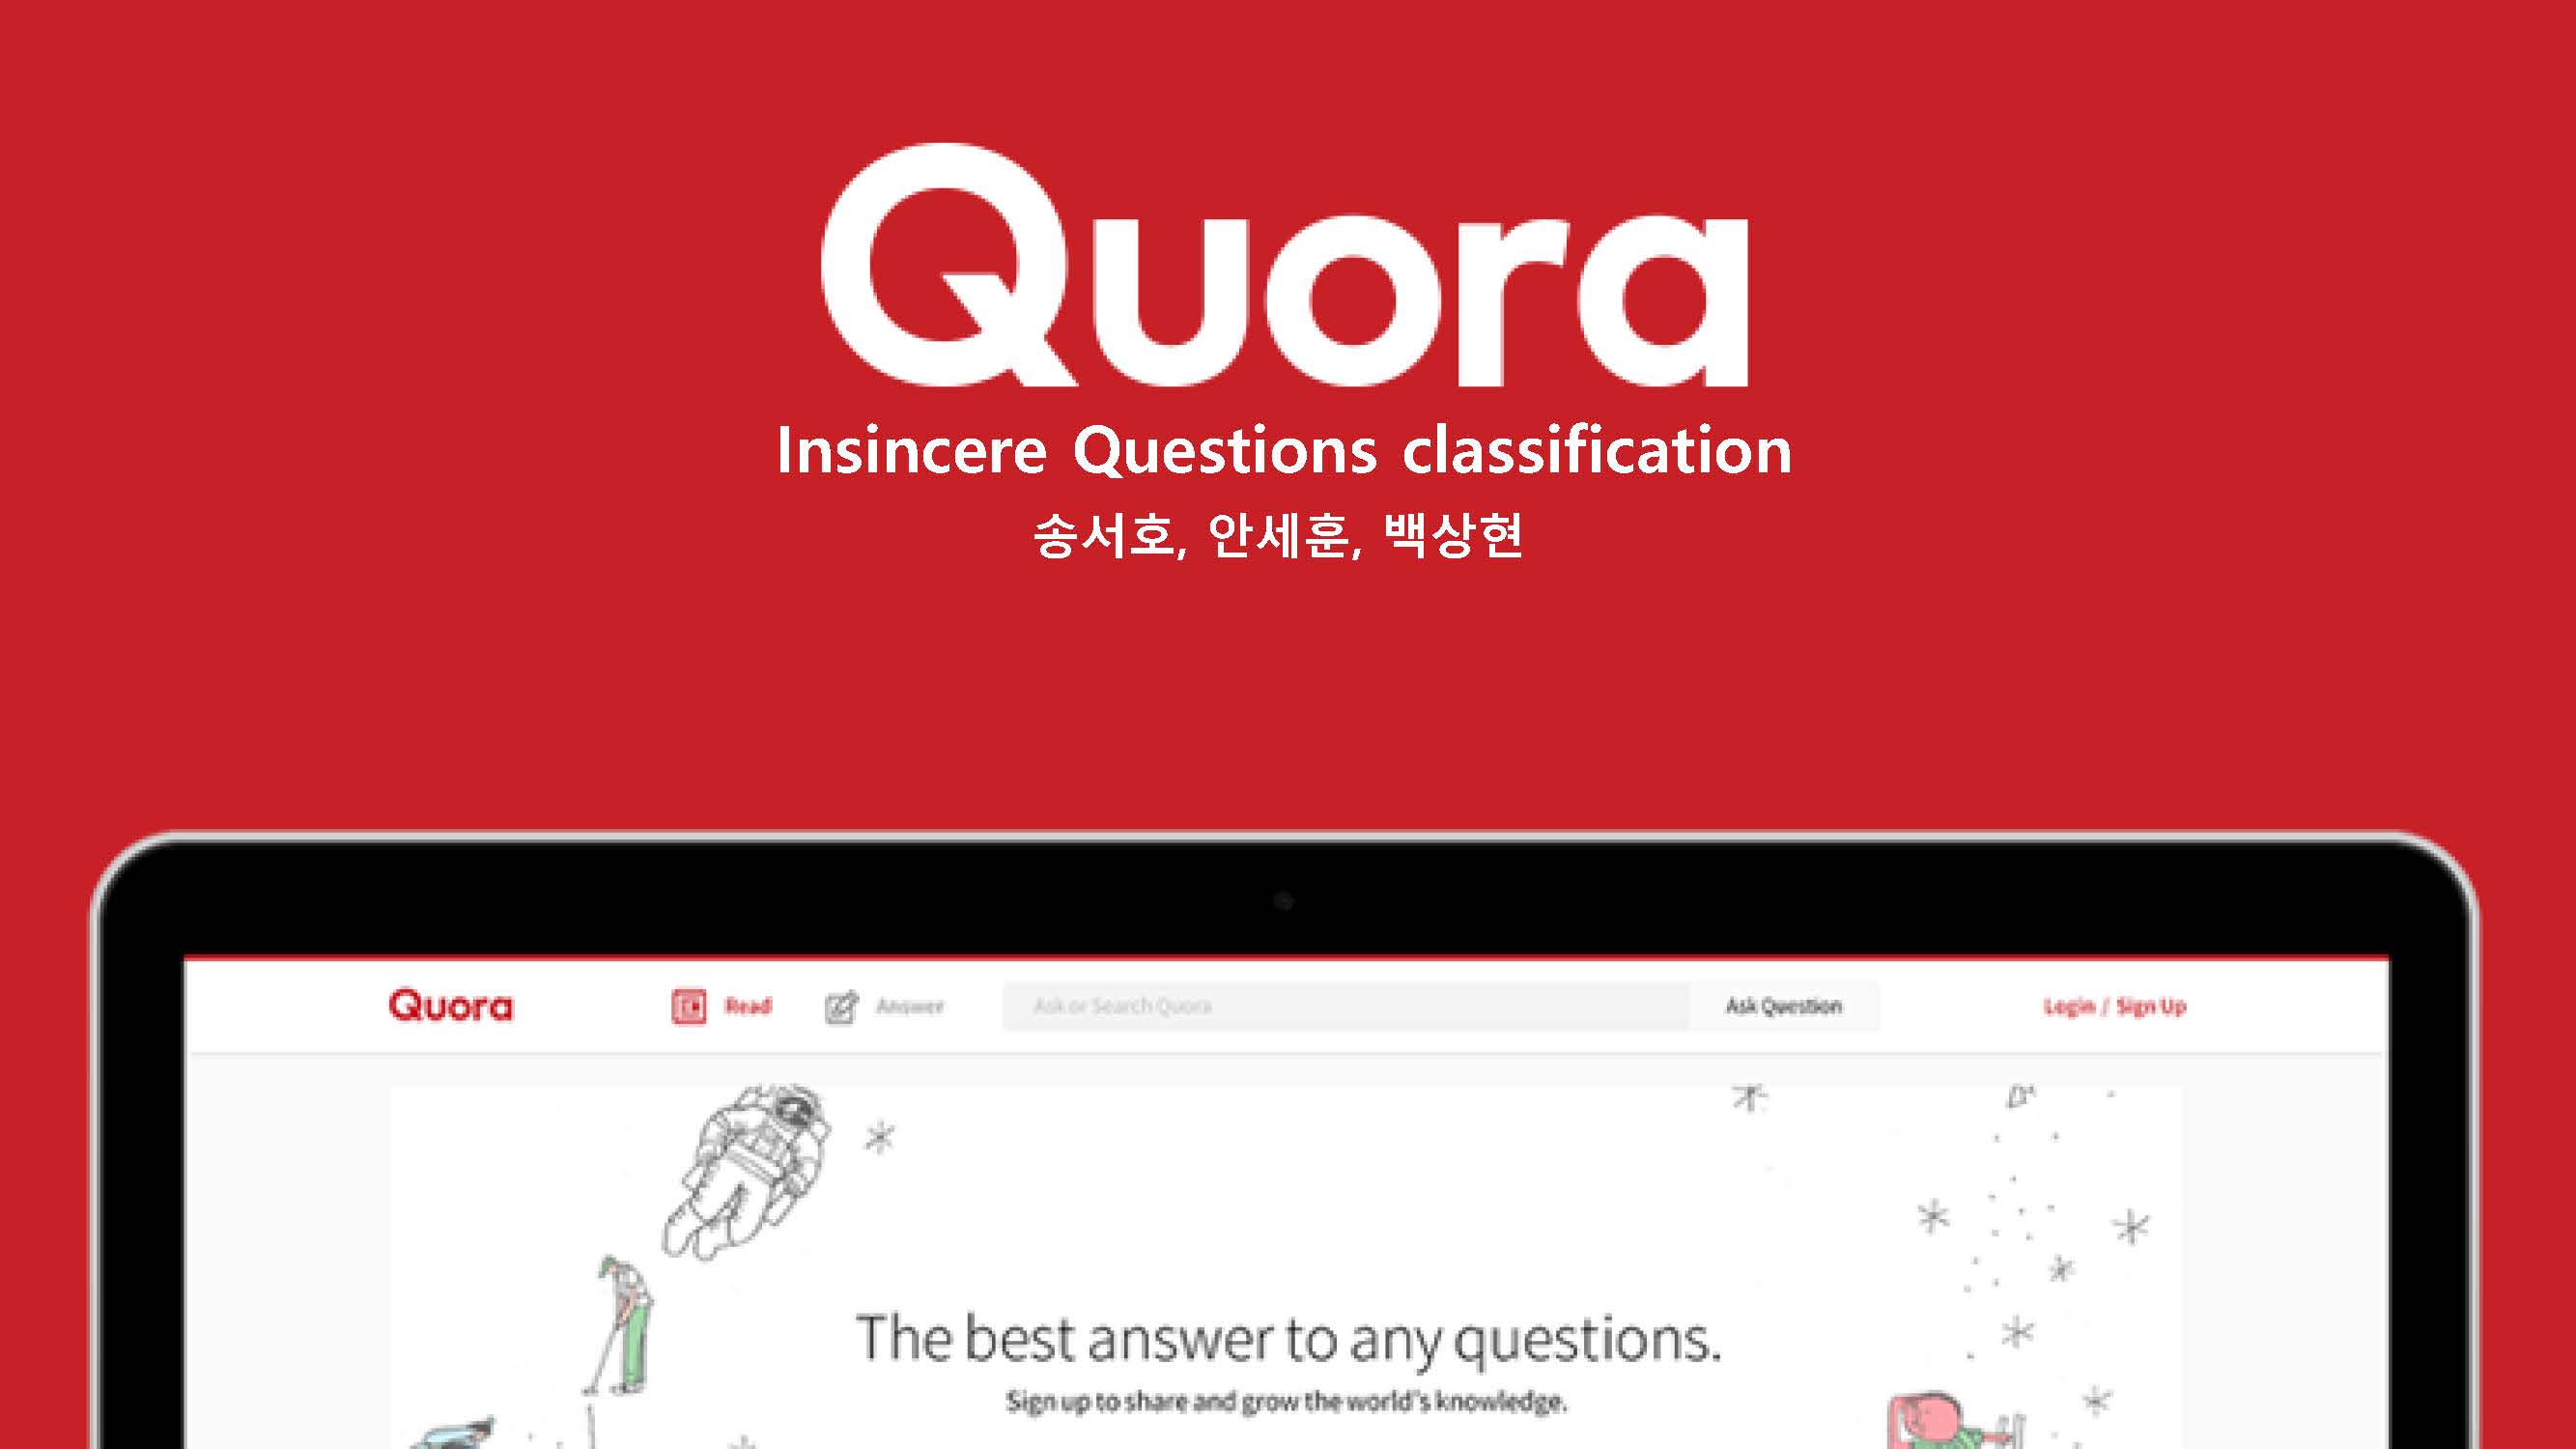 Quora
Insincere Questions classification
송서호, 안세훈, 백상현
Quora Read Answer Ask or Search Quora Ask Question Login / Sign Up
The best answer to any questions.
Sign up to share and grow the world's knowledge.